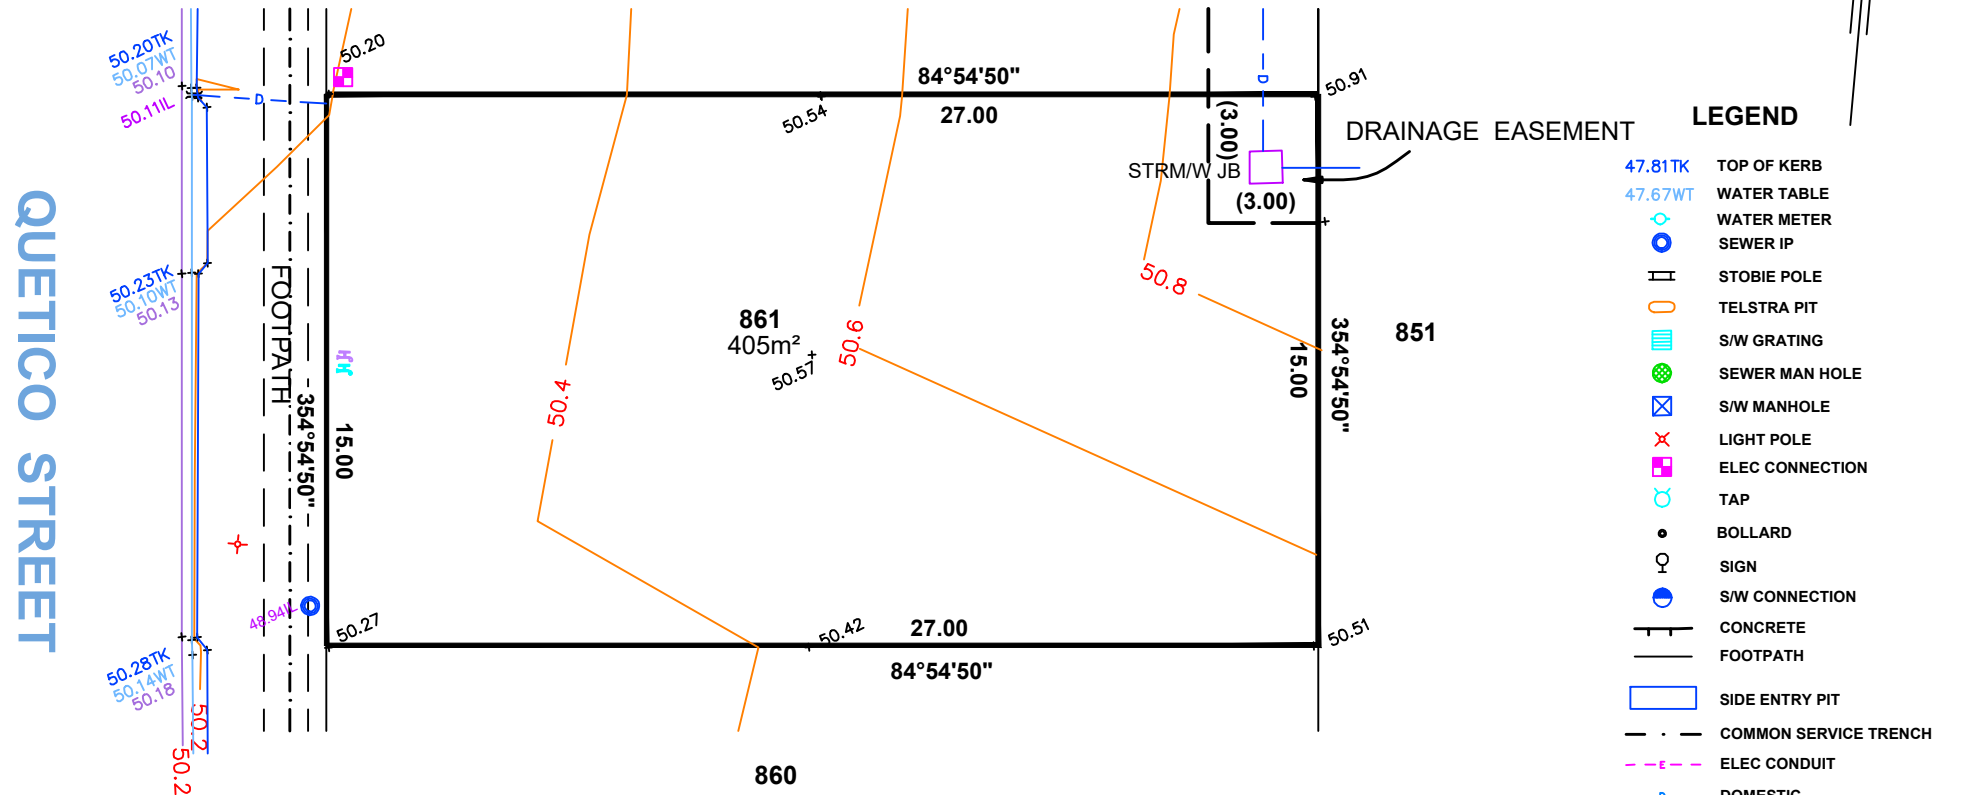 50.20TK
50.07WT
50.10
50.11IL
50.20
84°54'50"
27.00
50.54
50.91
(3.00)
DRAINAGE EASEMENT
STRM/W JB
(3.00)
QUETICO STREET
50.23TK
50.10WT
50.13
FOOTPATH
861
405m²
50.57
50.6
50.8
50.4
354°54'50"
15.00
851
354°54'50"
15.00
48.94IL
50.27
50.42
27.00
84°54'50"
50.51
50.28TK
50.14WT
50.18
50.2
50.2
860
D
D
LEGEND
47.81TK TOP OF KERB
47.67WT WATER TABLE
WATER METER
SEWER IP
STOBIE POLE
TELSTRA PIT
S/W GRATING
SEWER MAN HOLE
S/W MANHOLE
LIGHT POLE
ELEC CONNECTION
TAP
BOLLARD
SIGN
S/W CONNECTION
CONCRETE
FOOTPATH
SIDE ENTRY PIT
COMMON SERVICE TRENCH
E ELEC CONDUIT
D DOMESTIC